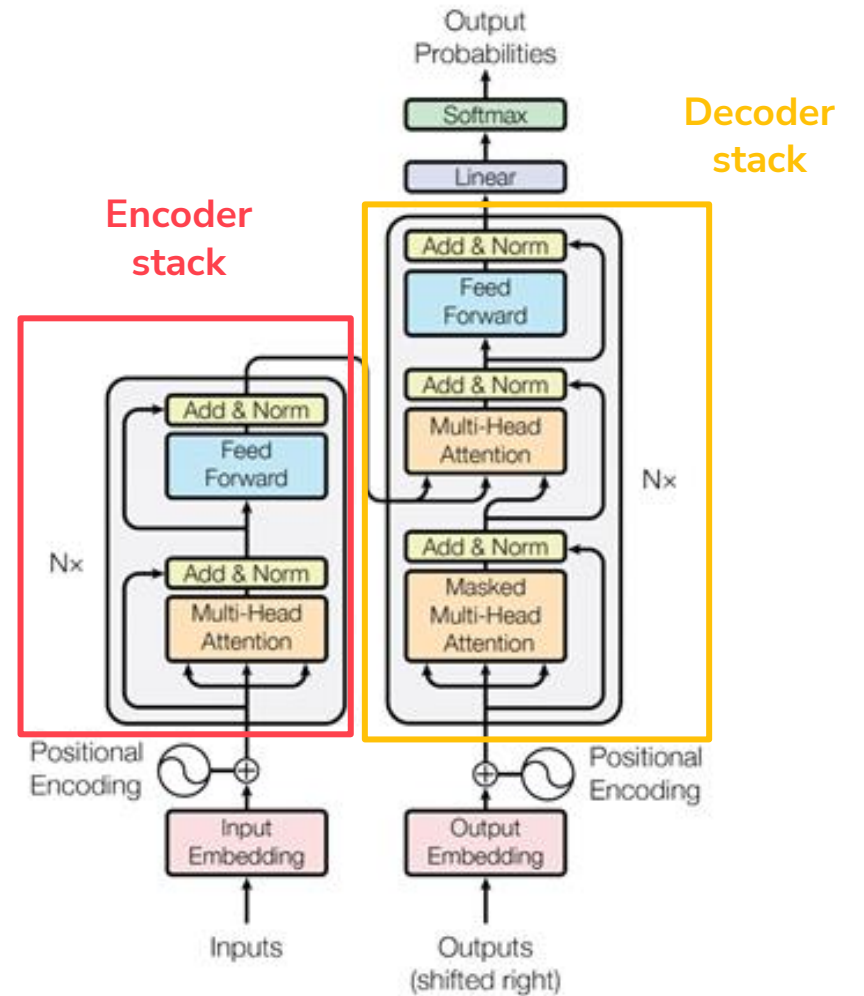 Output
Probabilities
Softmax
Linear
Decoder
stack
Encoder
stack
Add & Norm
Feed
Forward
Add & Norm
Multi-Head
Attention
Add & Norm
Masked
Multi-Head
Attention
N×
Add & Norm
Feed
Forward
Add & Norm
Multi-Head
Attention
N×
Positional
Encoding
Positional
Encoding
Input
Embedding
Output
Embedding
Inputs
Outputs
(shifted right)